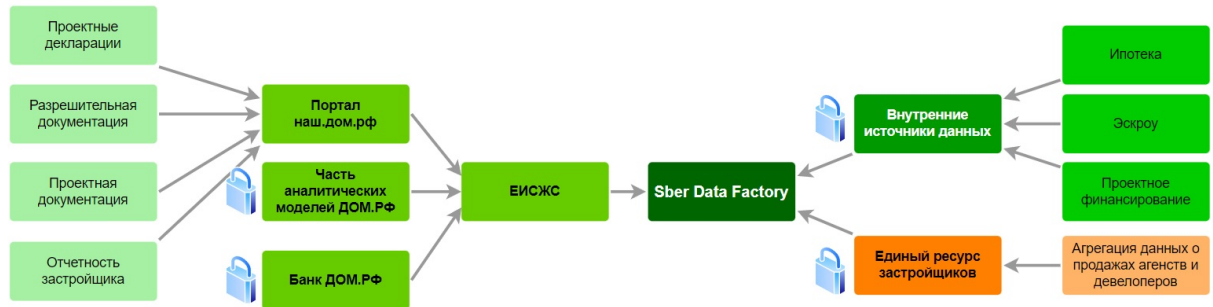 Проектные
декларации
Разрешительная
документация
Проектная
документация
Отчетность
застройщика
Портал
наш.дом.рф
Часть
аналитических
моделей ДОМ.РФ
Банк ДОМ.РФ
ЕИСЖС
Sber Data Factory
Внутренние
источники данных
Единый ресурс
застройщиков
Ипотека
Эскроу
Проектное
финансирование
Агрегация данных о
продажах агенств и
девелоперов